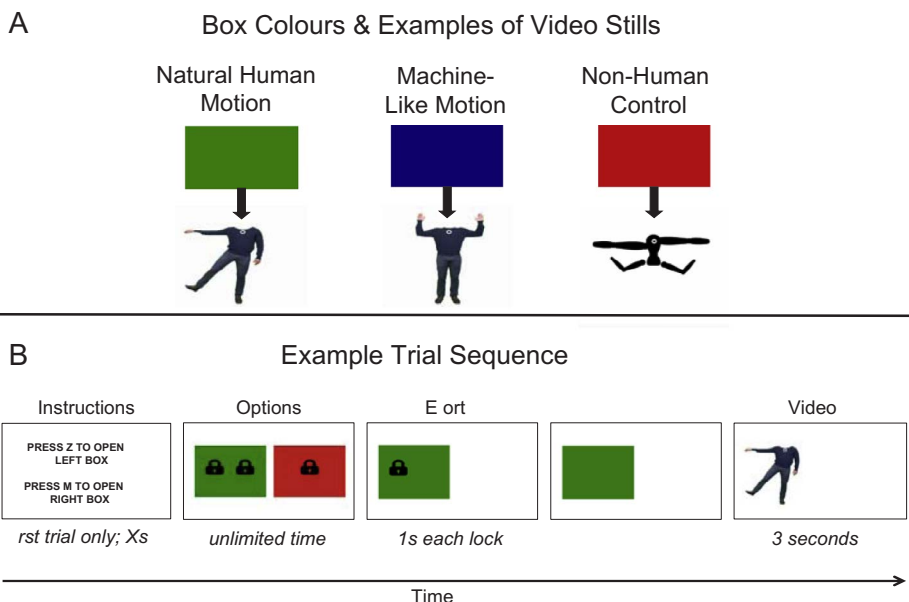 A
Box Colours & Examples of Video Stills
Natural Human
Motion
Machine-
Like Motion
Non-Human
Control
B
Example Trial Sequence
Instructions
Options
E ort
Video
PRESS Z TO OPEN
LEFT BOX
PRESS M TO OPEN
RIGHT BOX
rst trial only; Xs
unlimited time
1s each lock
3 seconds
Time